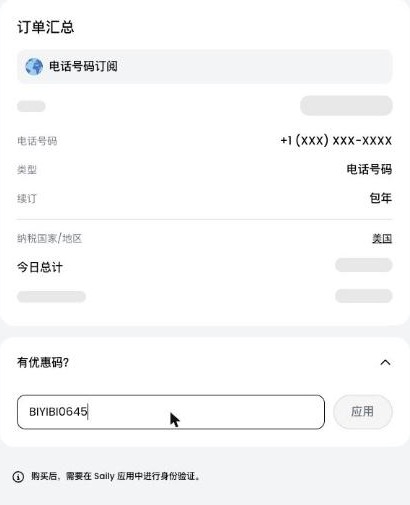 订单汇总
电话号码订阅
电话号码 +1 (XXX) XXX-XXXX
类型 电话号码
续订 包年
纳税国家/地区 美国
今日总计
有优惠码?
BIYIBI0645 应用
购买后，需要在 Saily 应用中进行身份验证。